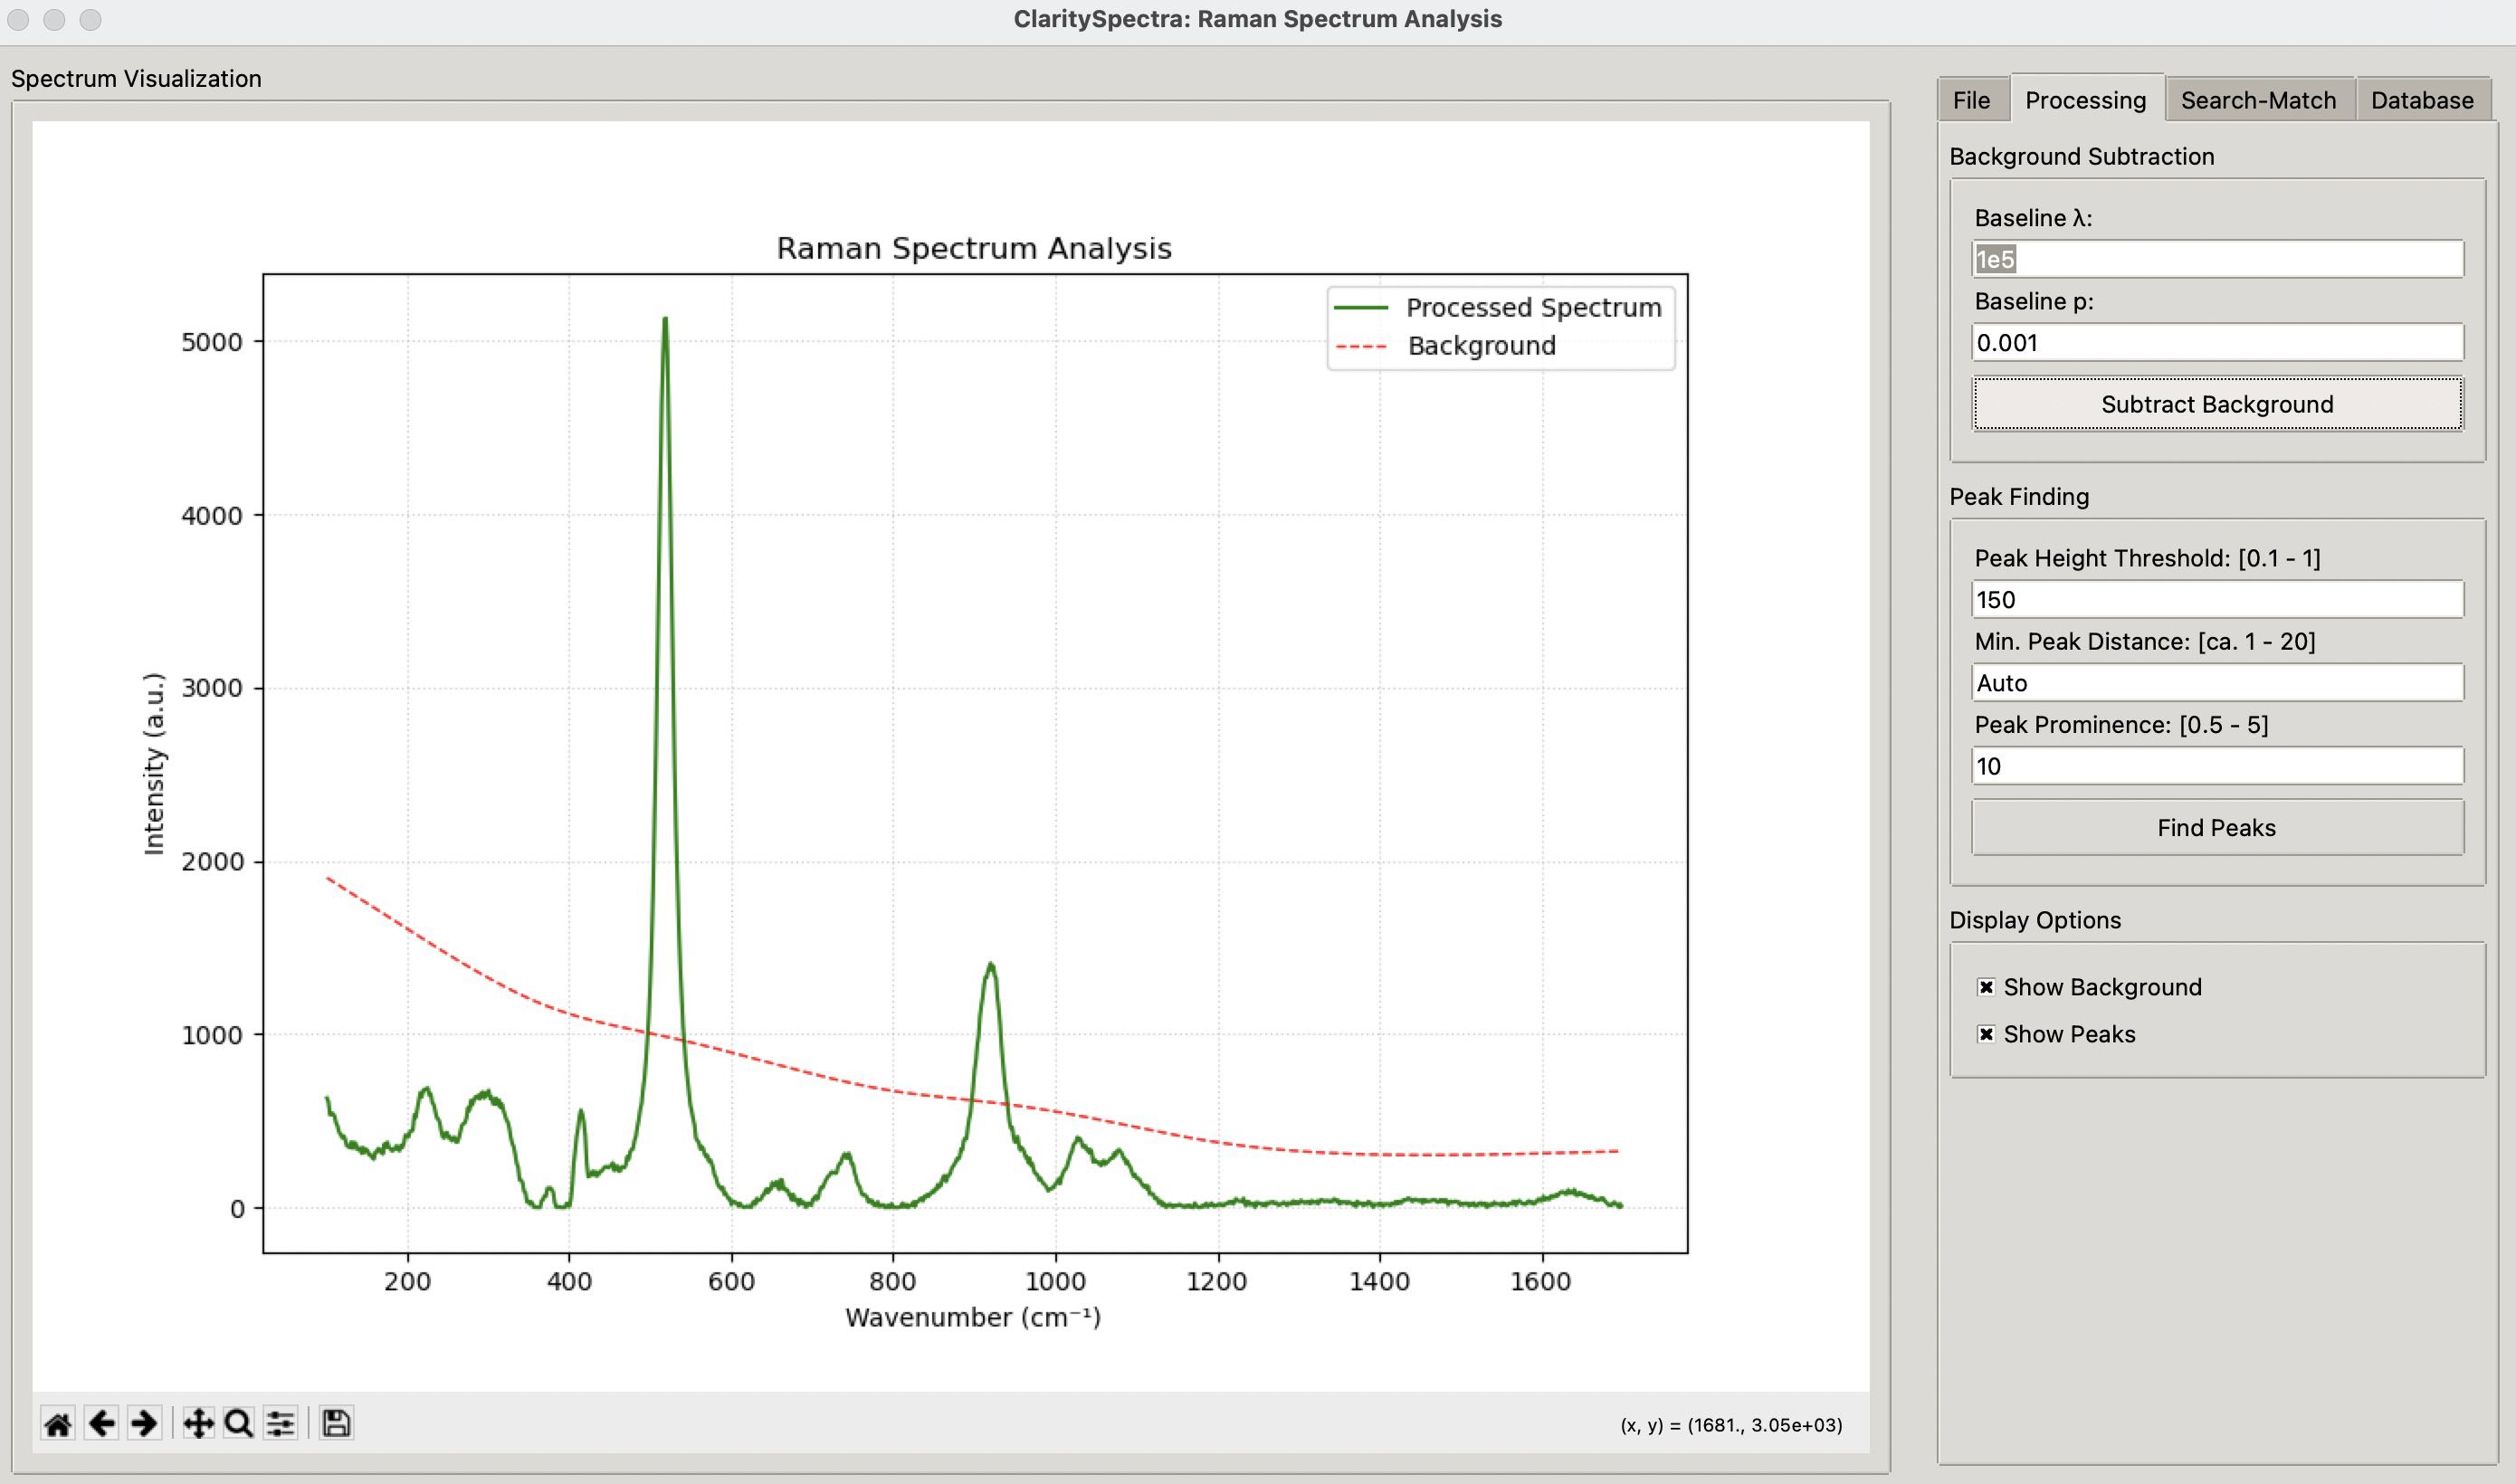 ClaritySpectra: Raman Spectrum Analysis
Spectrum Visualization
Raman Spectrum Analysis
Processed Spectrum
Background
5000
4000
3000
2000
1000
0
Intensity (a.u.)
200 400 600 800 1000 1200 1400 1600
Wavenumber (cm⁻¹)
(x, y) = (1681., 3.05e+03)
File Processing Search-Match Database
Background Subtraction
Baseline λ:
1e5
Baseline p:
0.001
Subtract Background
Peak Finding
Peak Height Threshold: [0.1 - 1]
150
Min. Peak Distance: [ca. 1 - 20]
Auto
Peak Prominence: [0.5 - 5]
10
Find Peaks
Display Options
Show Background
Show Peaks